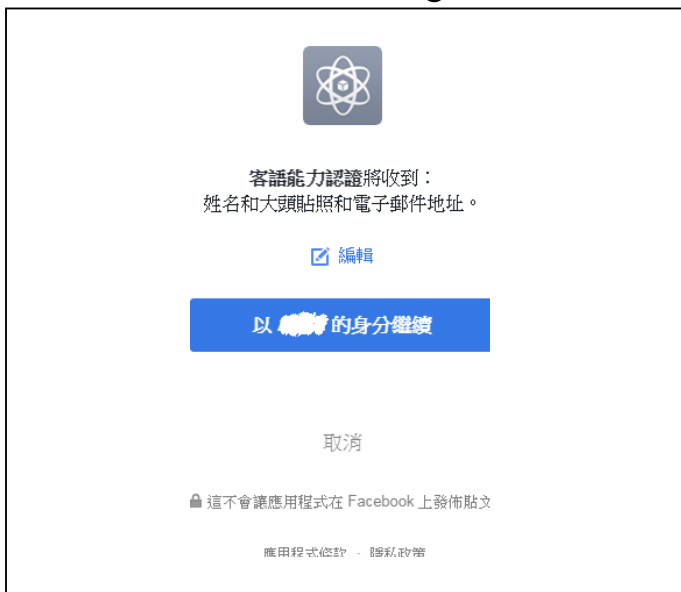 客語能力認證將收到：
姓名和大頭貼照和電子郵件地址。
編輯
以 的身分繼續
取消
這不會讓應用程式在 Facebook 上發佈貼文
應用程式條款 · 隱私政策